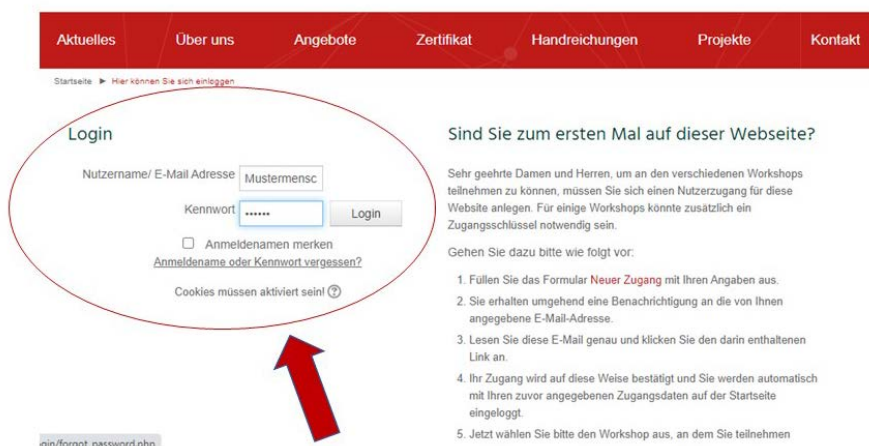 Aktuelles Über uns Angebote Zertifikat Handreichungen Projekte Kontakt
Startseite ► Hier können Sie sich einloggen
Login
Nutzername/ E-Mail Adresse Mustermensc
Kennwort •••••• Login
Anmeldenamen merken
Anmeldename oder Kennwort vergessen?
Cookies müssen aktiviert sein!
Sind Sie zum ersten Mal auf dieser Webseite?
Sehr geehrte Damen und Herren, um an den verschiedenen Workshops
teilnehmen zu können, müssen Sie sich einen Nutzerzugang für diese
Website anlegen. Für einige Workshops könnte zusätzlich ein
Zugangsschlüssel notwendig sein.
Gehen Sie dazu bitte wie folgt vor:
1. Füllen Sie das Formular Neuer Zugang mit Ihren Angaben aus.
2. Sie erhalten umgehend eine Benachrichtigung an die von Ihnen
angegebene E-Mail-Adresse.
3. Lesen Sie diese E-Mail genau und klicken Sie den darin enthaltenen
Link an.
4. Ihr Zugang wird auf diese Weise bestätigt und Sie werden automatisch
mit Ihren zuvor angegebenen Zugangsdaten auf der Startseite
eingeloggt.
5. Jetzt wählen Sie bitte den Workshop aus, an dem Sie teilnehmen
gin/forgot_password.php